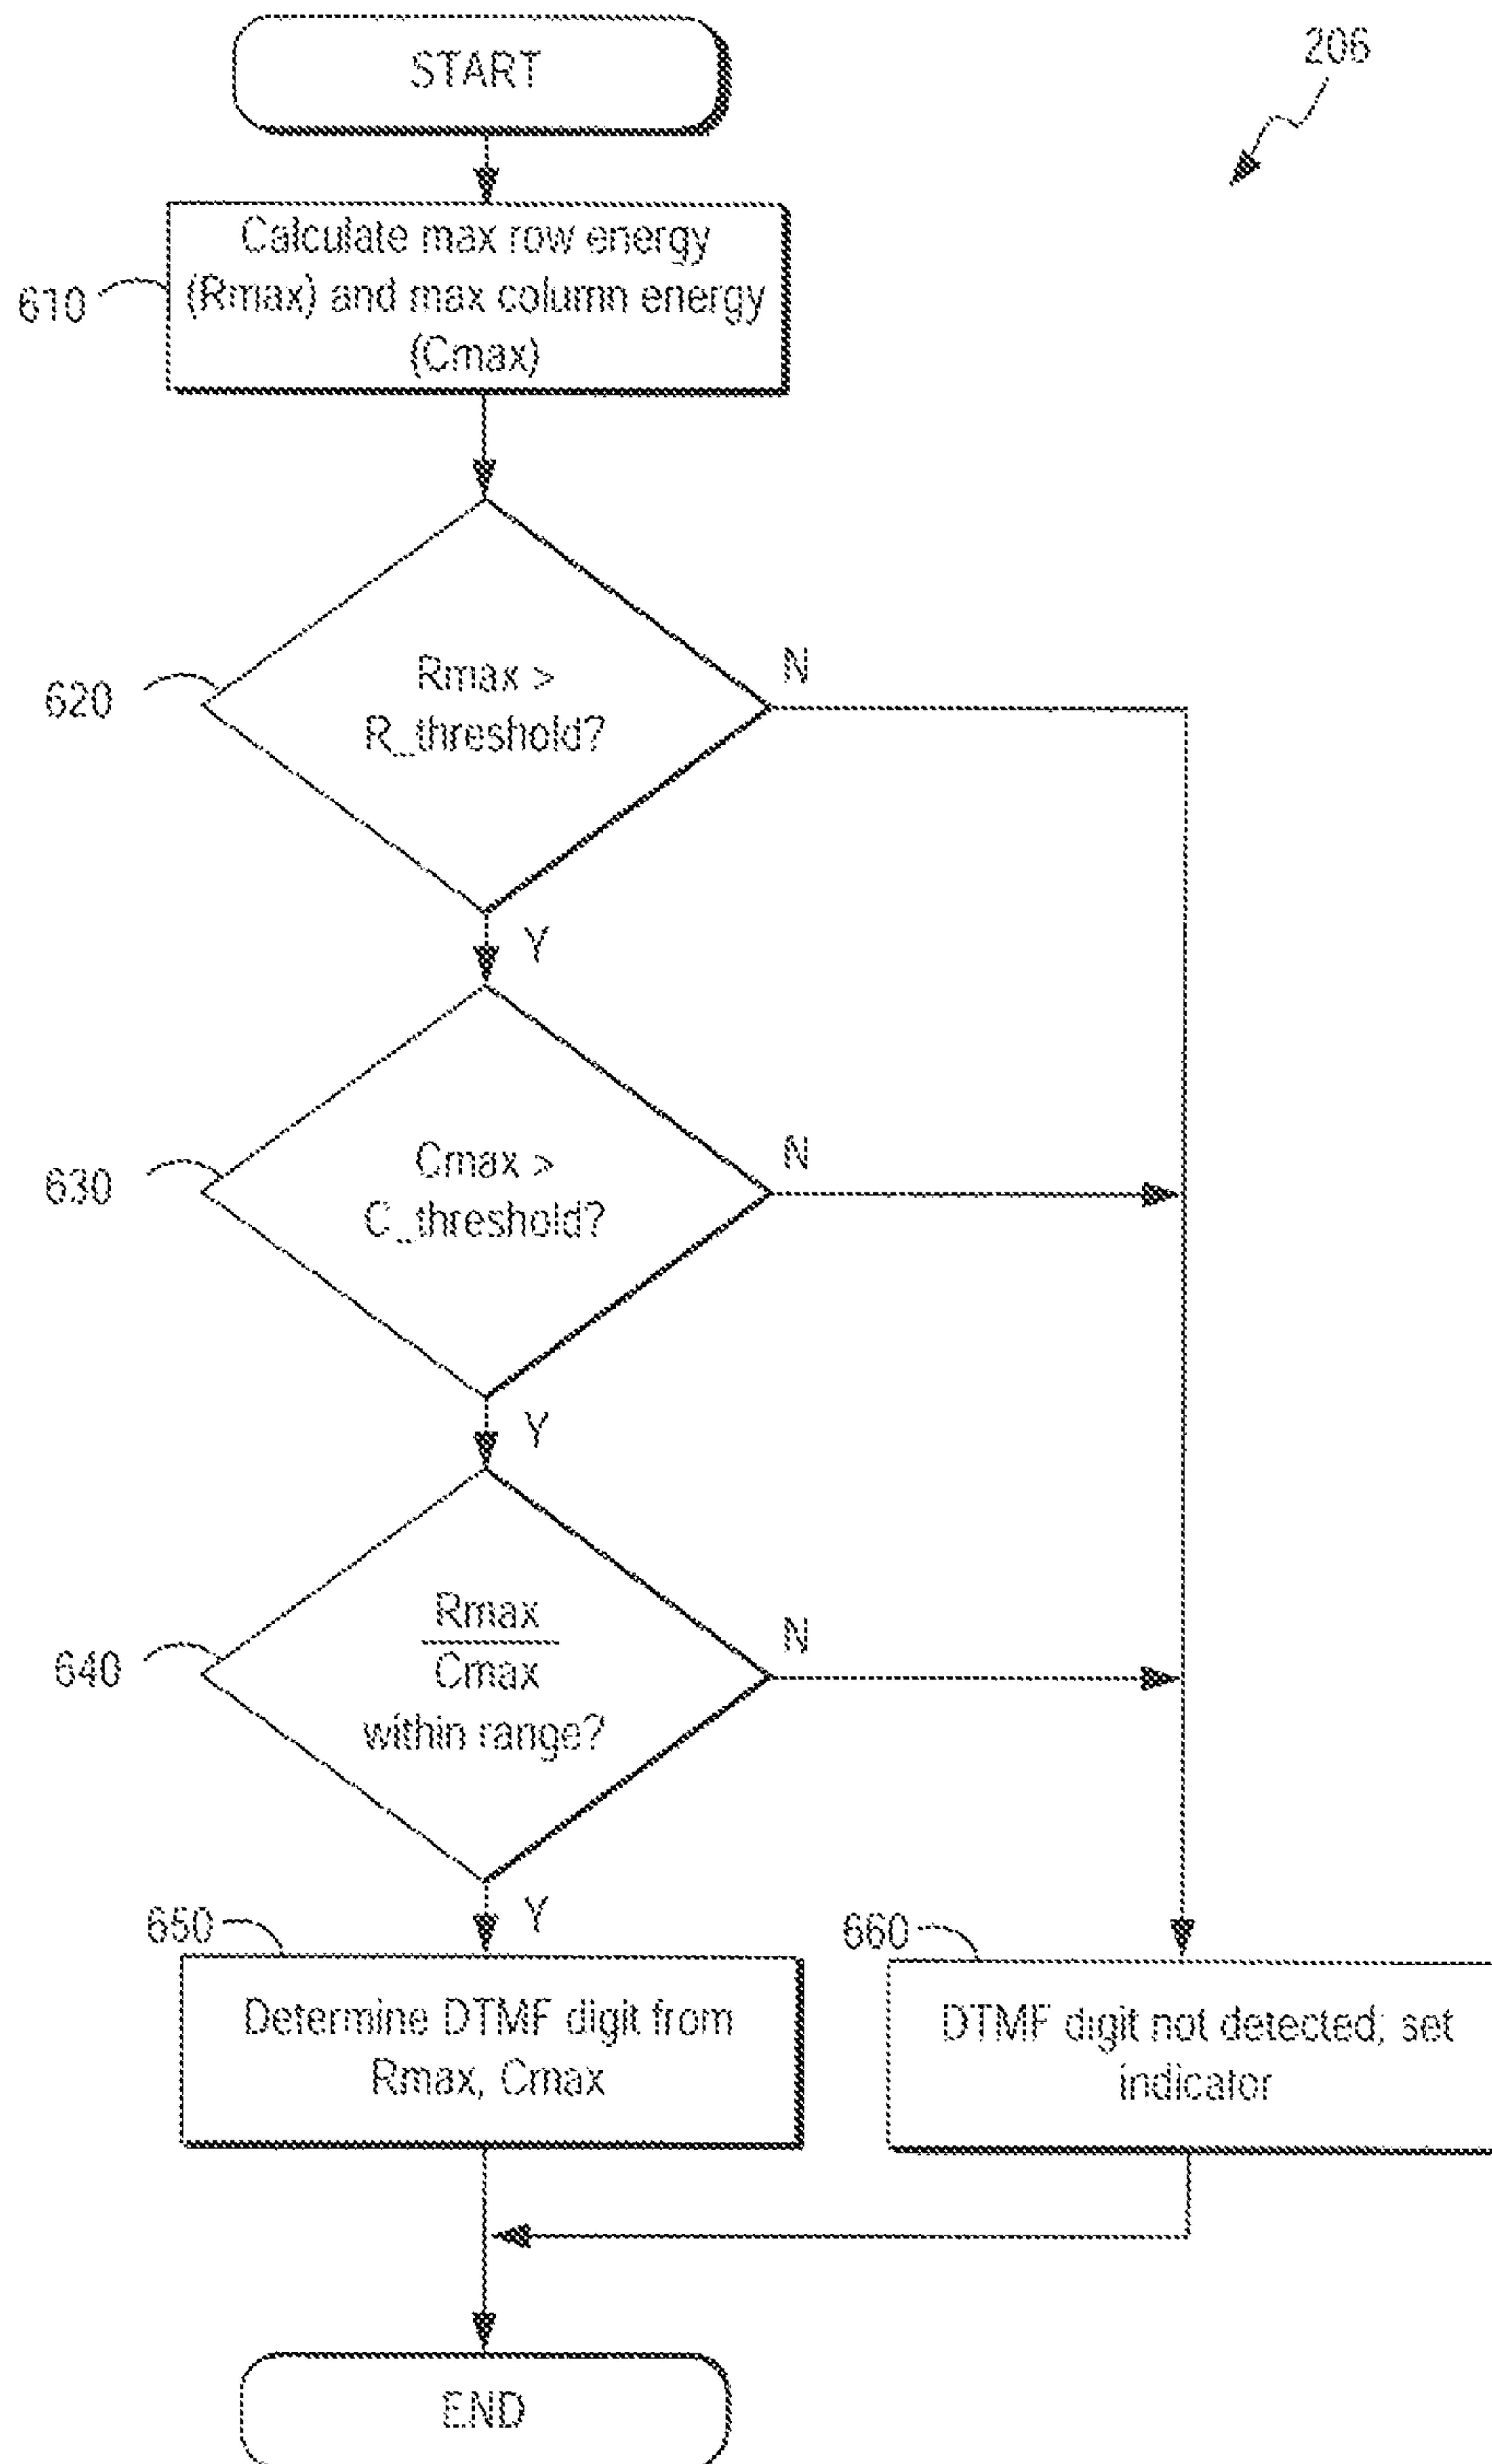 START
206
Calculate max row energy
(Rmax) and max column energy
(Cmax)
610
Rmax >
R_threshold?
620
N
Y
Cmax >
C_threshold?
630
N
Y
Rmax
Cmax
within range?
640
N
Y
650
Determine DTMF digit from
Rmax, Cmax
660
DTMF digit not detected; set
indicator
END